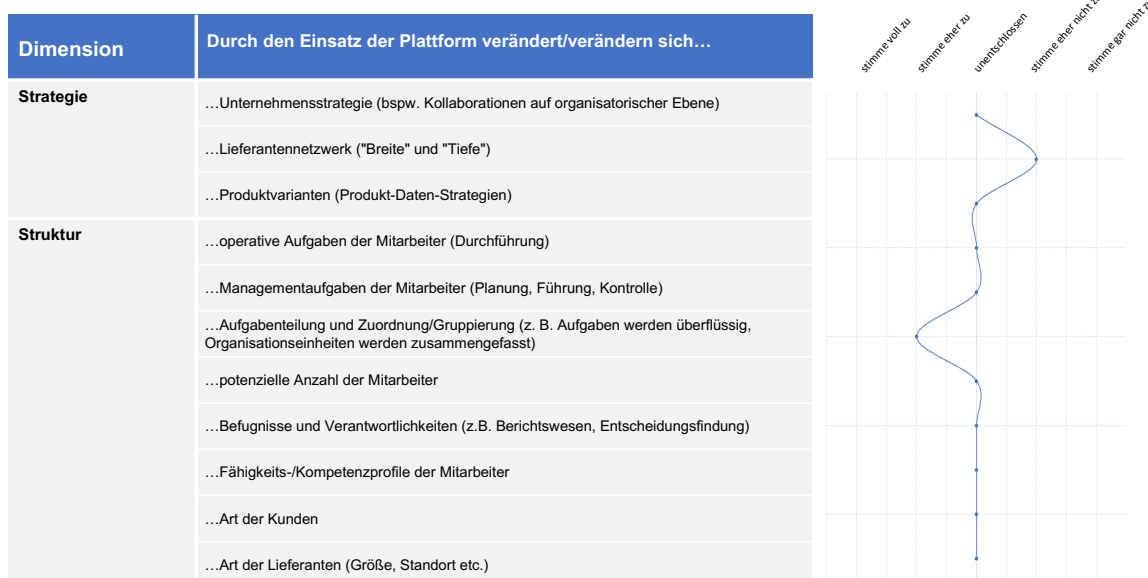 Dimension
Durch den Einsatz der Plattform verändert/verändern sich…
stimme voll zu
stimme eher zu
unentschlossen
stimme eher nicht zu
stimme gar nicht zu
Strategie
…Unternehmensstrategie (bspw. Kollaborationen auf organisatorischer Ebene)
…Lieferantennetzwerk ("Breite" und "Tiefe")
…Produktvarianten (Produkt-Daten-Strategien)
Struktur
…operative Aufgaben der Mitarbeiter (Durchführung)
…Managementaufgaben der Mitarbeiter (Planung, Führung, Kontrolle)
…Aufgabenteilung und Zuordnung/Gruppierung (z. B. Aufgaben werden überflüssig,
Organisationseinheiten werden zusammengefasst)
…potenzielle Anzahl der Mitarbeiter
…Befugnisse und Verantwortlichkeiten (z.B. Berichtswesen, Entscheidungsfindung)
…Fähigkeits-/Kompetenzprofile der Mitarbeiter
…Art der Kunden
…Art der Lieferanten (Größe, Standort etc.)